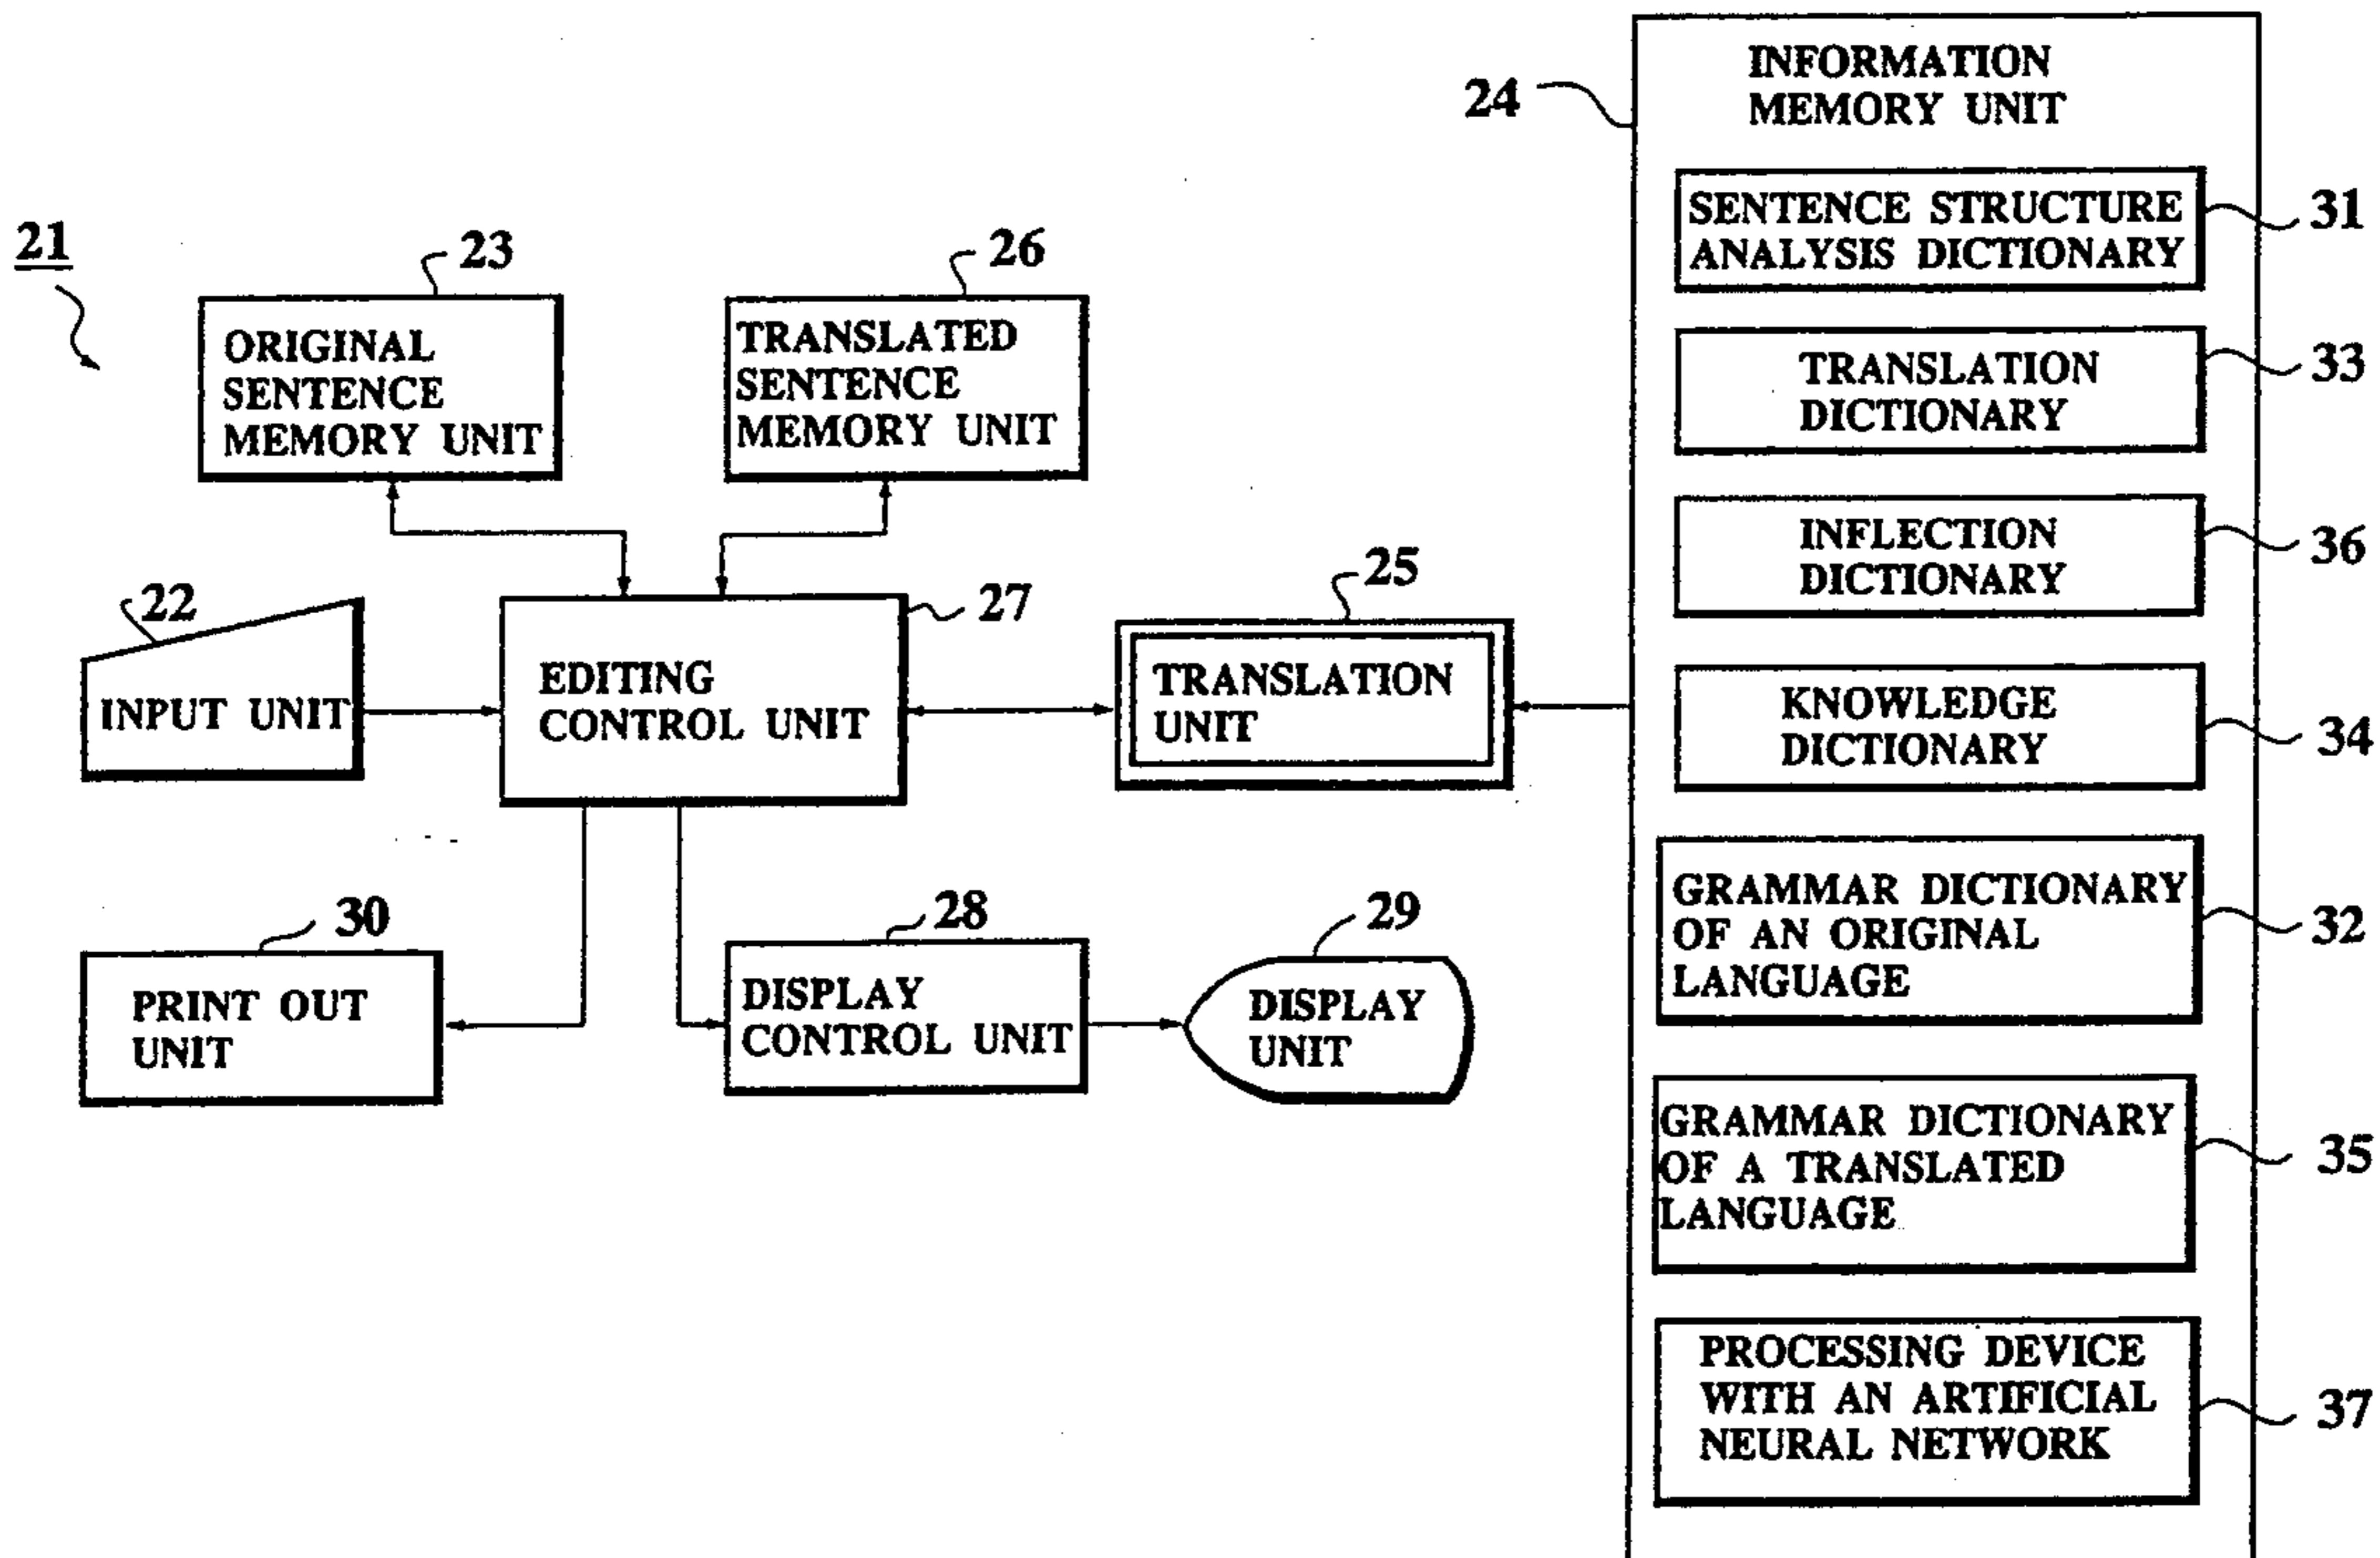 21
23
ORIGINAL
SENTENCE
MEMORY UNIT
26
TRANSLATED
SENTENCE
MEMORY UNIT
22
INPUT UNIT
27
EDITING
CONTROL UNIT
25
TRANSLATION
UNIT
30
PRINT OUT
UNIT
28
DISPLAY
CONTROL UNIT
29
DISPLAY
UNIT
24
INFORMATION
MEMORY UNIT
SENTENCE STRUCTURE
ANALYSIS DICTIONARY
31
TRANSLATION
DICTIONARY
33
INFLECTION
DICTIONARY
36
KNOWLEDGE
DICTIONARY
34
GRAMMAR DICTIONARY
OF AN ORIGINAL
LANGUAGE
32
GRAMMAR DICTIONARY
OF A TRANSLATED
LANGUAGE
35
PROCESSING DEVICE
WITH AN ARTIFICIAL
NEURAL NETWORK
37